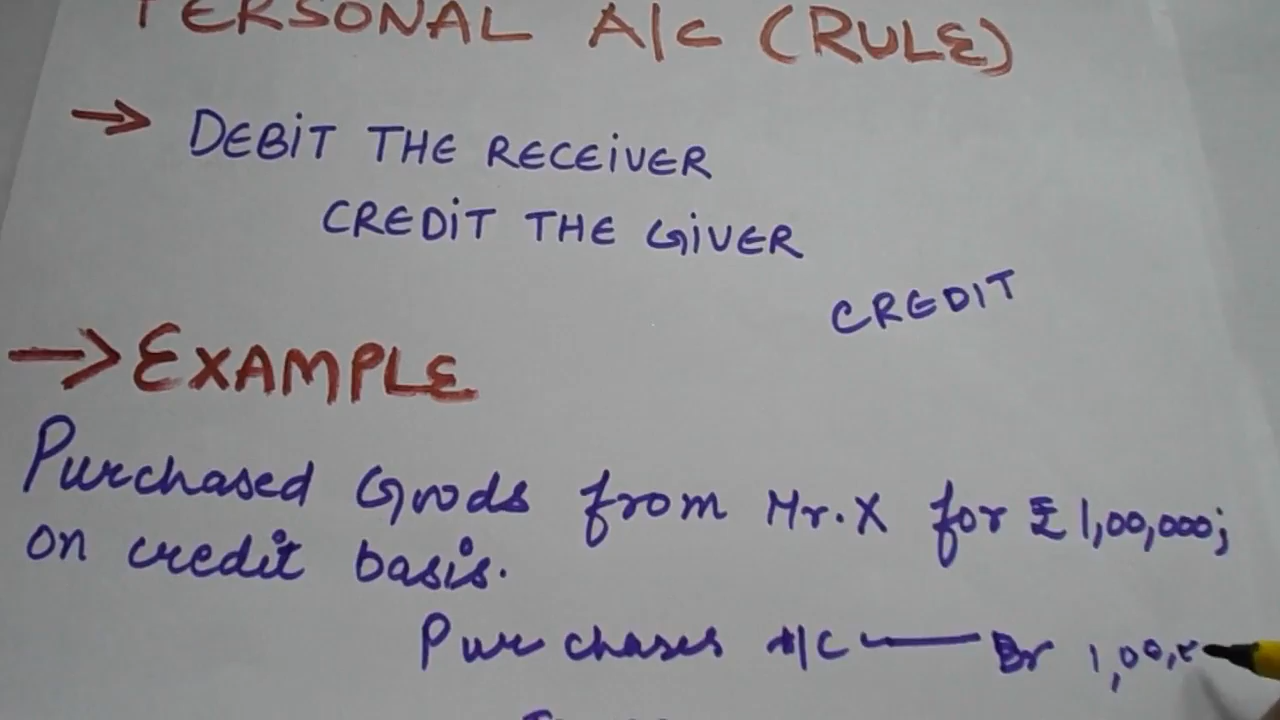 PERSONAL A/C (RULE)
→ DEBIT THE RECEIVER
CREDIT THE GIVER
CREDIT
→ EXAMPLE
Purchased Goods from Mr. X for ₹ 1,00,000;
on credit basis.
Purchases A/C — Dr 1,00,